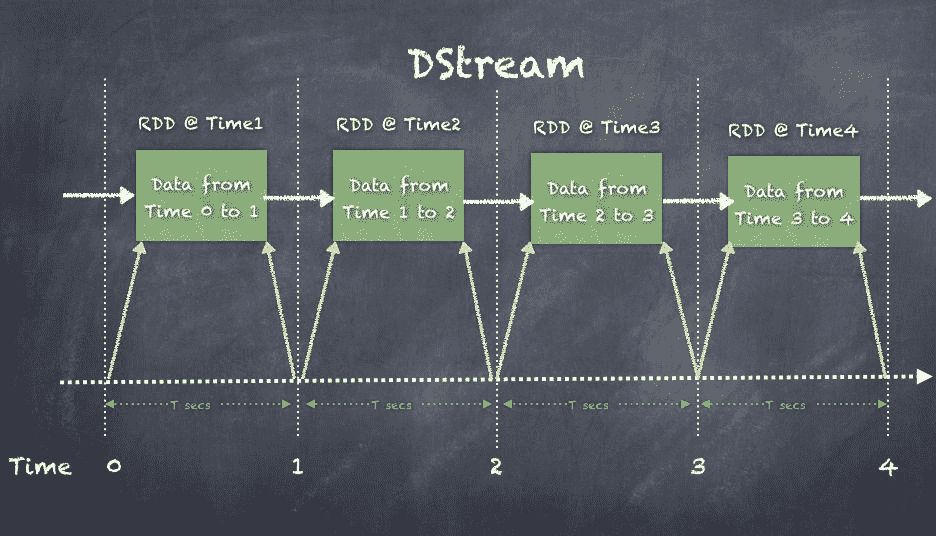 DStream
RDD @ Time1
RDD @ Time2
RDD @ Time3
RDD @ Time4
Data from
Time 0 to 1
Data from
Time 1 to 2
Data from
Time 2 to 3
Data from
Time 3 to 4
T secs
T secs
T secs
T secs
Time 0 1 2 3 4